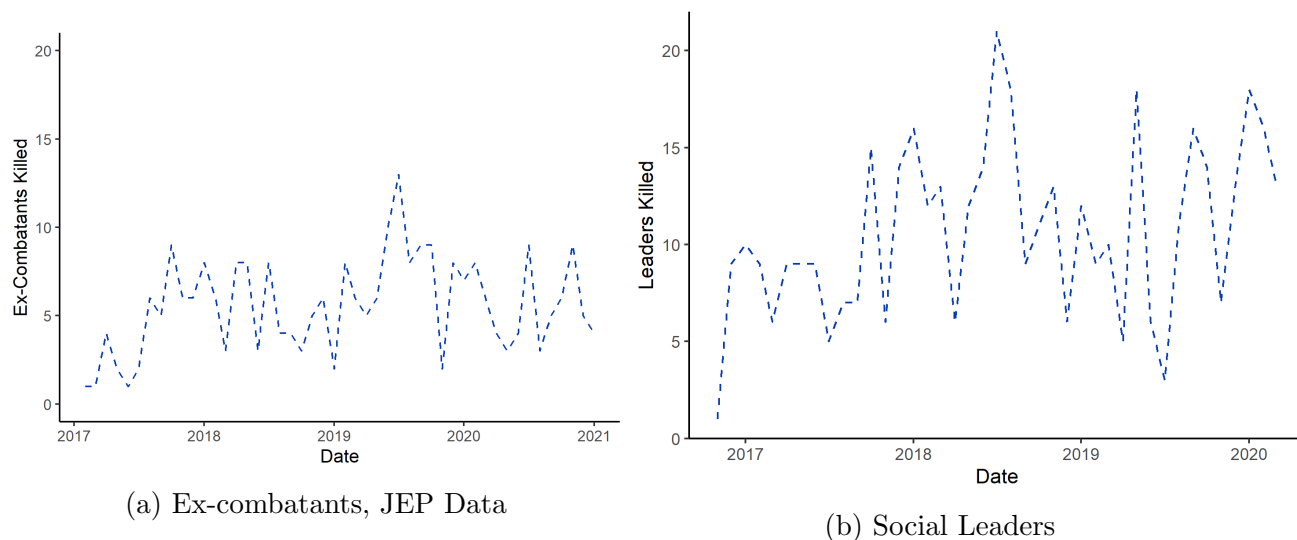 20
15
10
5
0
Ex-Combatants Killed
2017 2018 2019 2020 2021
Date
(a) Ex-combatants, JEP Data
20
15
10
5
0
Leaders Killed
2017 2018 2019 2020
Date
(b) Social Leaders